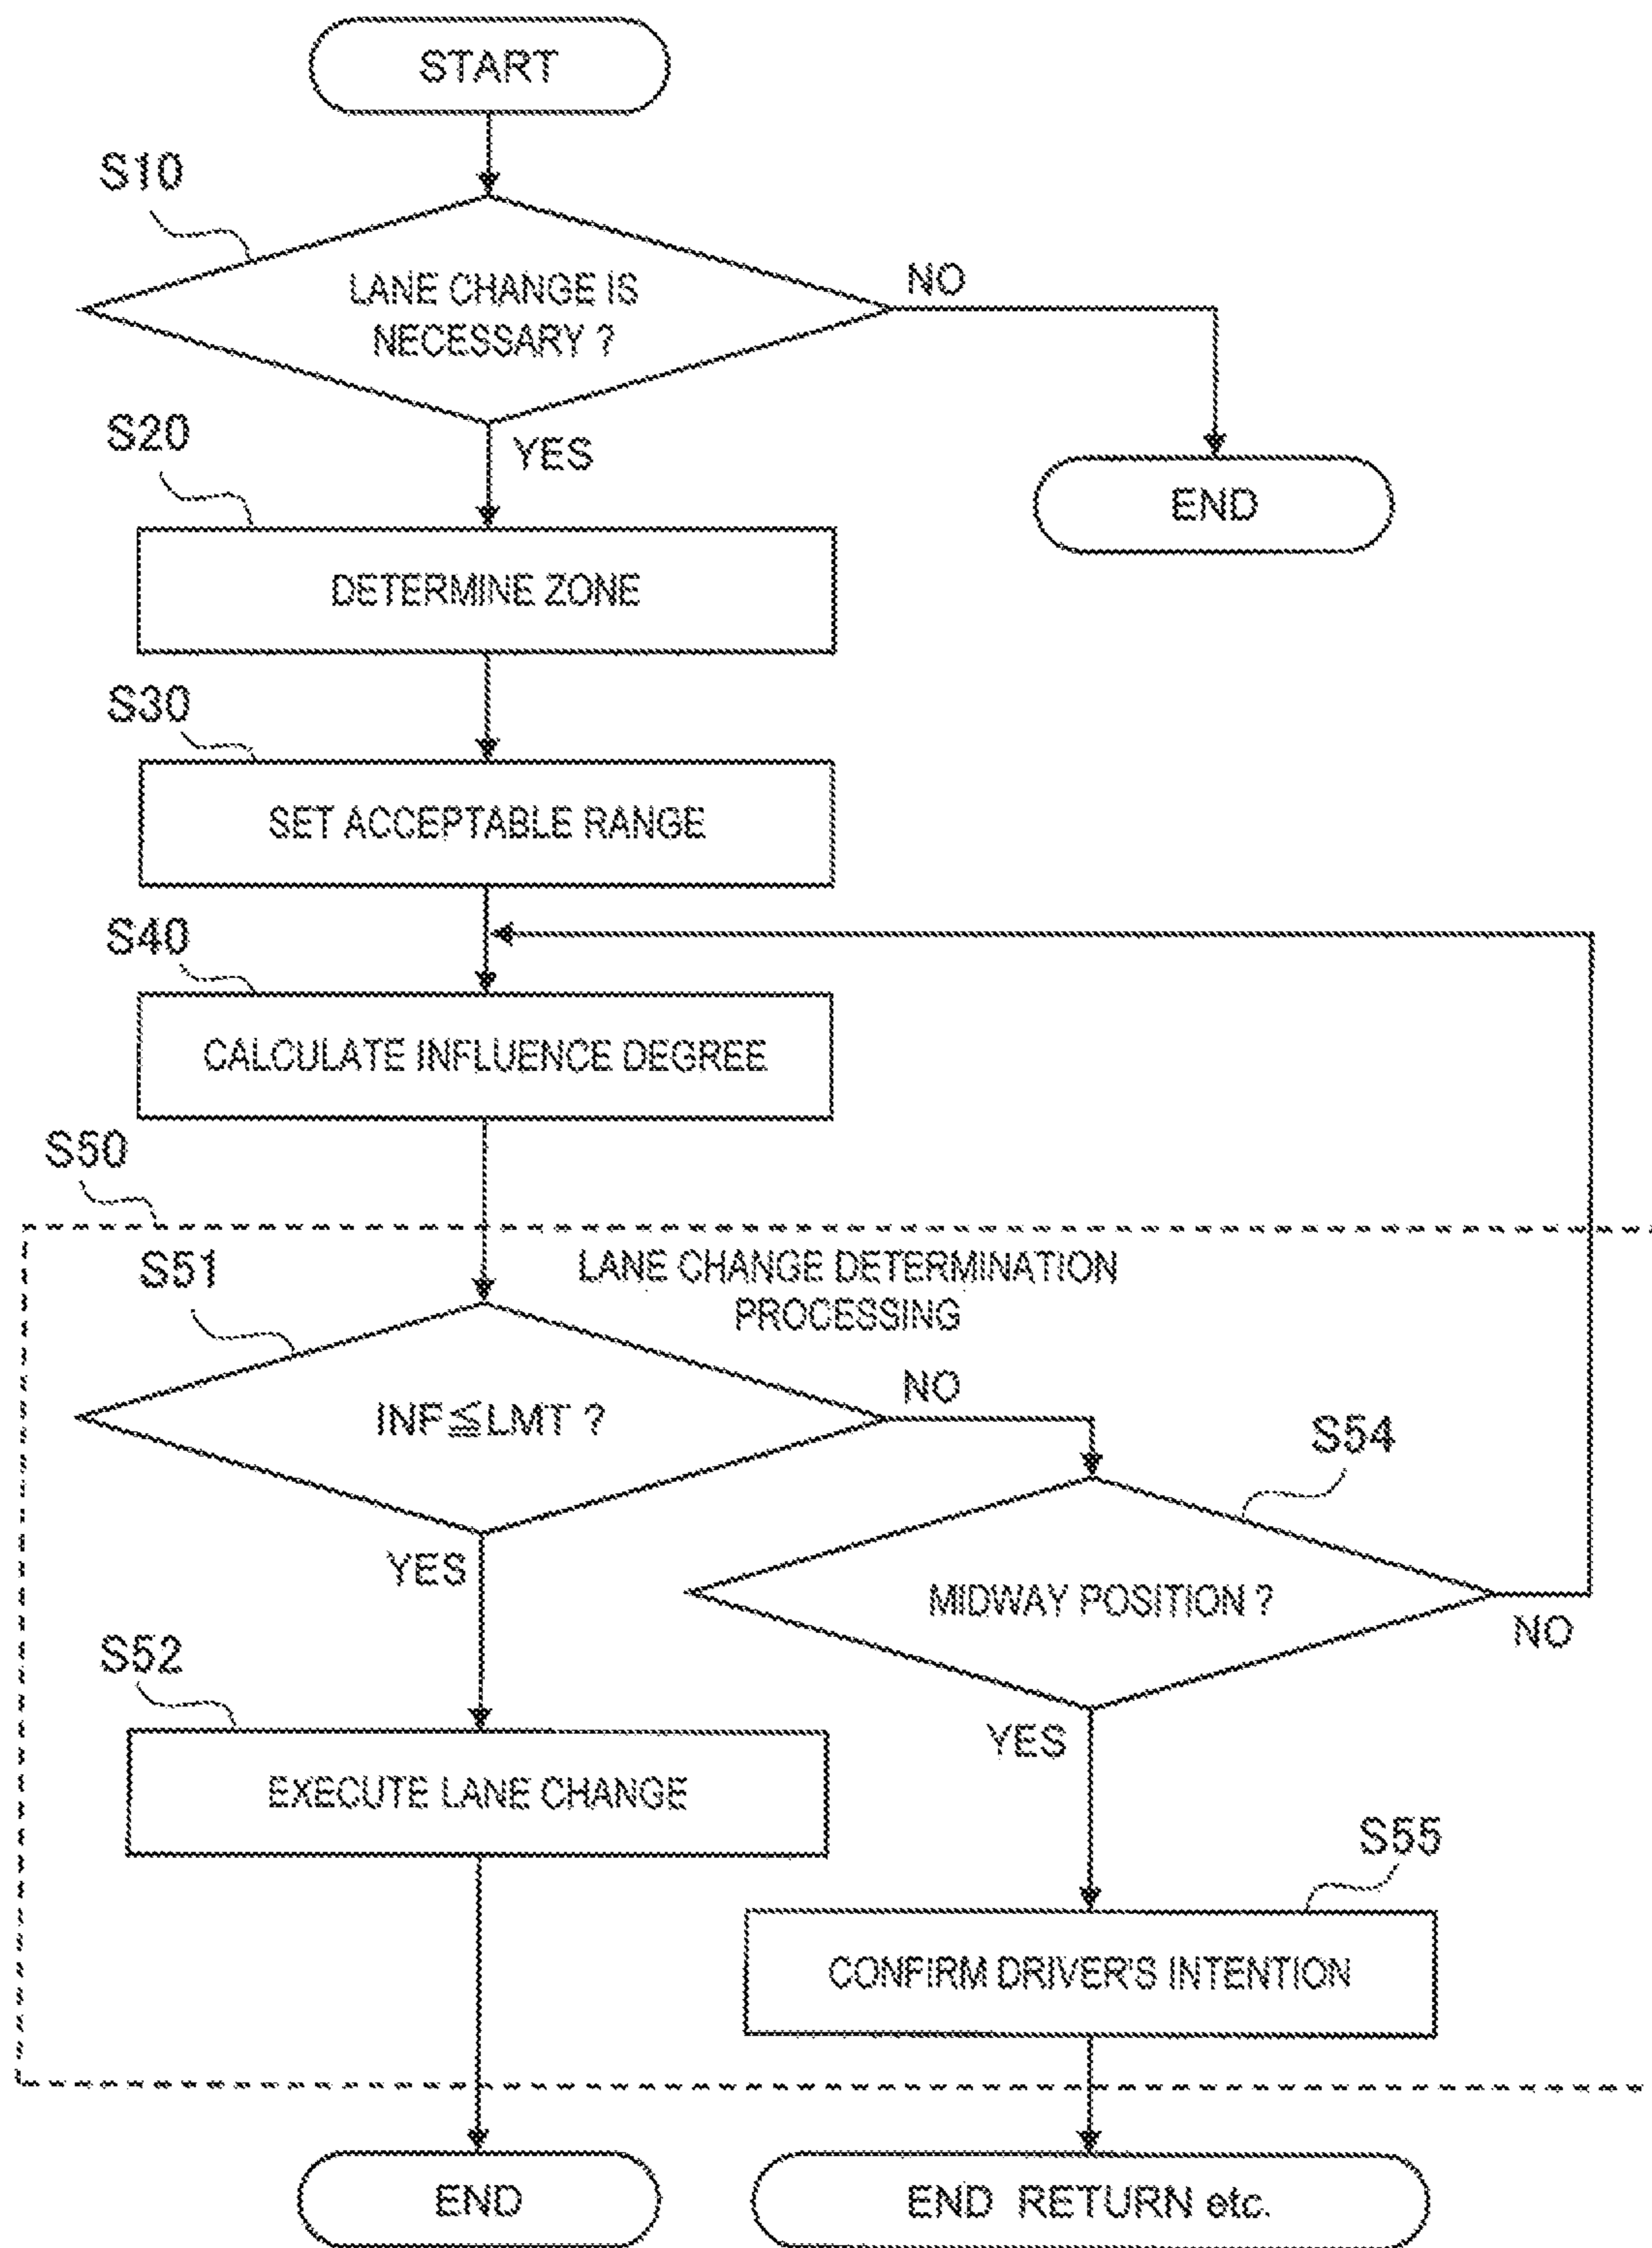 START
S10
LANE CHANGE IS
NECESSARY ?
NO
YES
END
S20
DETERMINE ZONE
S30
SET ACCEPTABLE RANGE
S40
CALCULATE INFLUENCE DEGREE
S50
LANE CHANGE DETERMINATION
PROCESSING
S51
INF≦LMT ?
NO
YES
S54
MIDWAY POSITION ?
NO
YES
S52
EXECUTE LANE CHANGE
S55
CONFIRM DRIVER'S INTENTION
END
END RETURN etc.